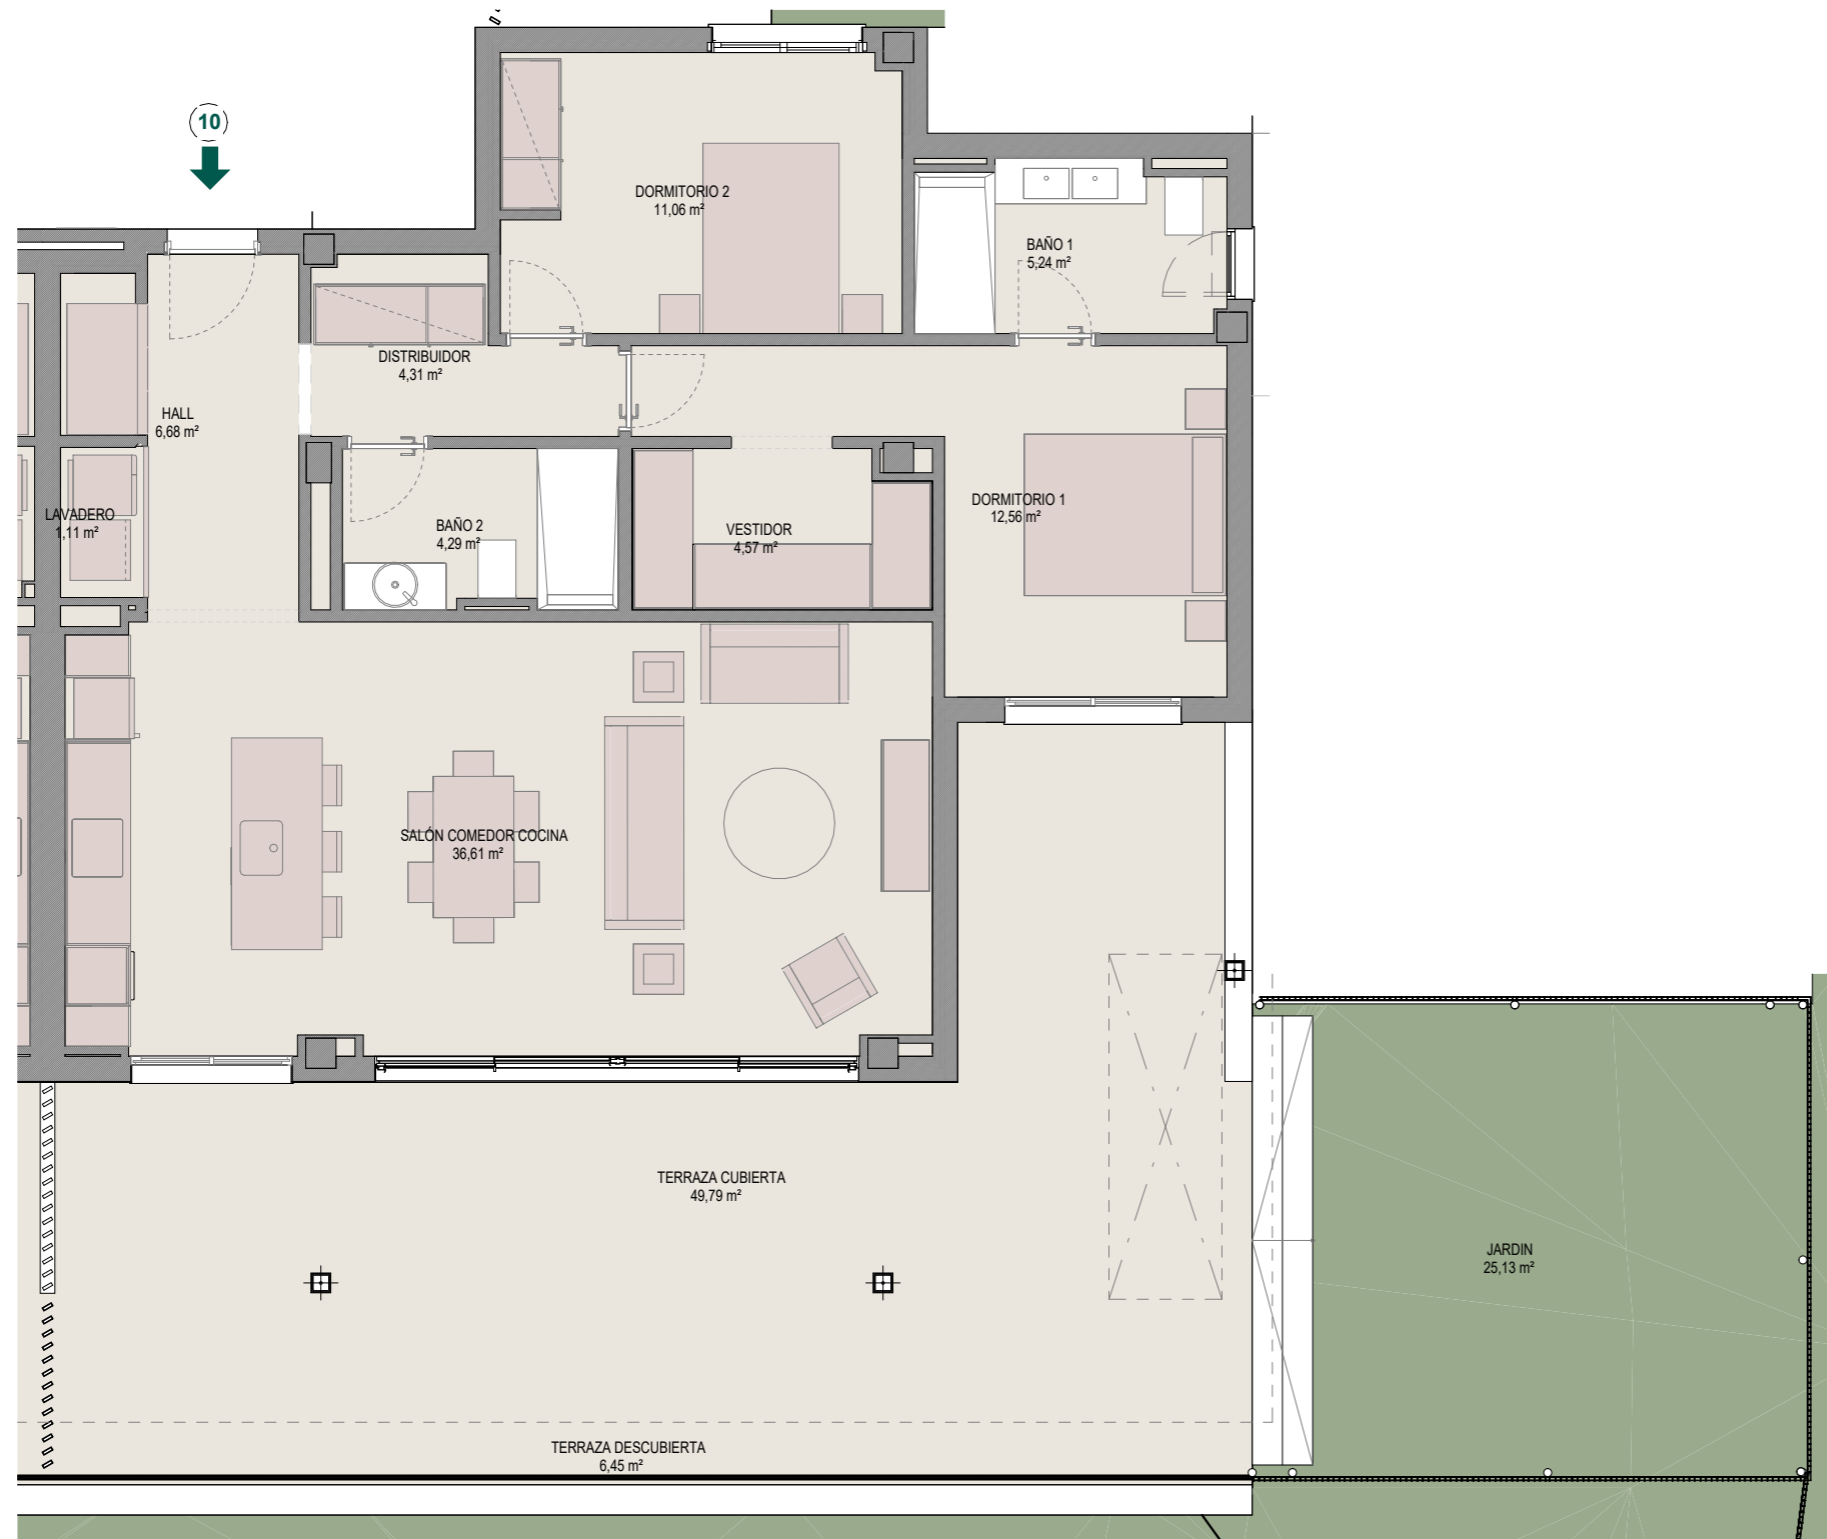 10
DORMITORIO 2
11,06 m²
BAÑO 1
5,24 m²
DISTRIBUIDOR
4,31 m²
HALL
6,68 m²
LAVADERO
1,11 m²
BAÑO 2
4,29 m²
VESTIDOR
4,57 m²
DORMITORIO 1
12,56 m²
SALÓN COMEDOR COCINA
36,61 m²
TERRAZA CUBIERTA
49,79 m²
JARDIN
25,13 m²
TERRAZA DESCUBIERTA
6,45 m²